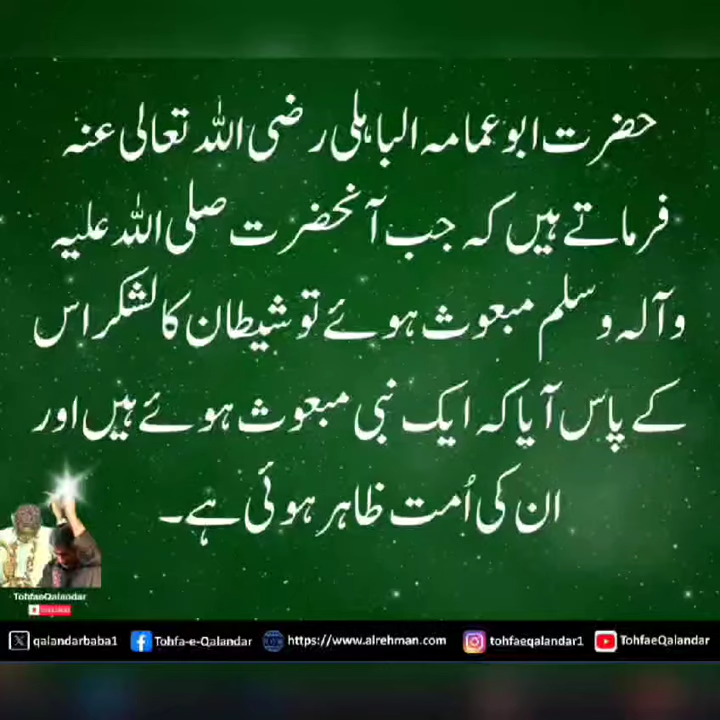 حضرت ابو عمامہ الباہلی رضی اللہ تعالی عنہ
فرماتے ہیں کہ جب آنحضرت صلی اللہ علیہ
وآلہ وسلم مبعوث ہوئے تو شیطان کا لشکر اس
کے پاس آیا کہ ایک نبی مبعوث ہوئے ہیں اور
ان کی اُمت ظاہر ہوئی ہے۔
TohfaeQalandar
qalandarbaba1 Tohfa-e-Qalandar https://www.alrehman.com tohfaeqalandar1 TohfaeQalandar